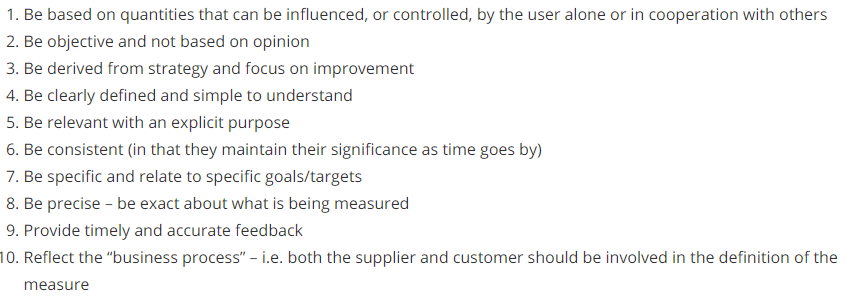 1. Be based on quantities that can be influenced, or controlled, by the user alone or in cooperation with others
2. Be objective and not based on opinion
3. Be derived from strategy and focus on improvement
4. Be clearly defined and simple to understand
5. Be relevant with an explicit purpose
6. Be consistent (in that they maintain their significance as time goes by)
7. Be specific and relate to specific goals/targets
8. Be precise – be exact about what is being measured
9. Provide timely and accurate feedback
10. Reflect the “business process” – i.e. both the supplier and customer should be involved in the definition of the
measure